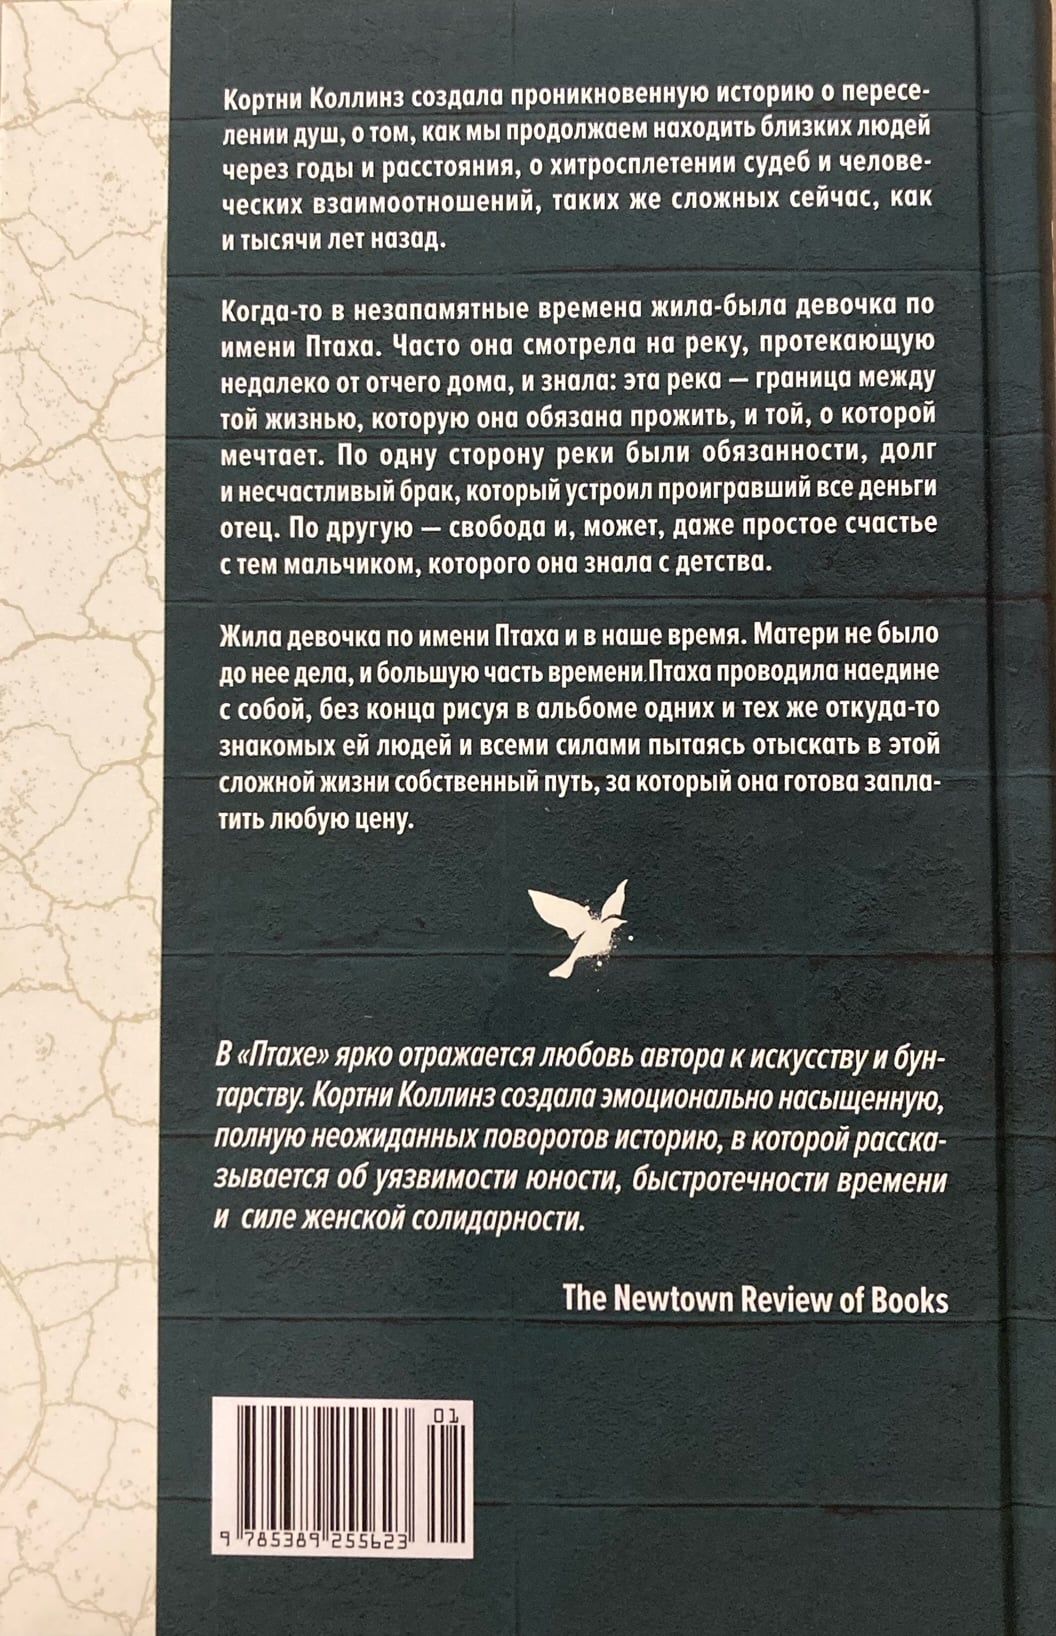 Кортни Коллинз создала проникновенную историю о пересе-
лении душ, о том, как мы продолжаем находить близких людей
через годы и расстояния, о хитросплетении судеб и челове-
ческих взаимоотношений, таких же сложных сейчас, как
и тысячи лет назад.
Когда-то в незапамятные времена жила-была девочка по
имени Птаха. Часто она смотрела на реку, протекающую
недалеко от отчего дома, и знала: эта река — граница между
той жизнью, которую она обязана прожить, и той, о которой
мечтает. По одну сторону реки были обязанности, долг
и несчастливый брак, который устроил проигравший все деньги
отец. По другую — свобода и, может, даже простое счастье
с тем мальчиком, которого она знала с детства.
Жила девочка по имени Птаха и в наше время. Матери не было
до нее дела, и большую часть времени Птаха проводила наедине
с собой, без конца рисуя в альбоме одних и тех же откуда-то
знакомых ей людей и всеми силами пытаясь отыскать в этой
сложной жизни собственный путь, за который она готова запла-
тить любую цену.
В «Птахе» ярко отражается любовь автора к искусству и бун-
тарству. Кортни Коллинз создала эмоционально насыщенную,
полную неожиданных поворотов историю, в которой расска-
зывается об уязвимости юности, быстротечности времени
и силе женской солидарности.
The Newtown Review of Books
01
9 785389 255623